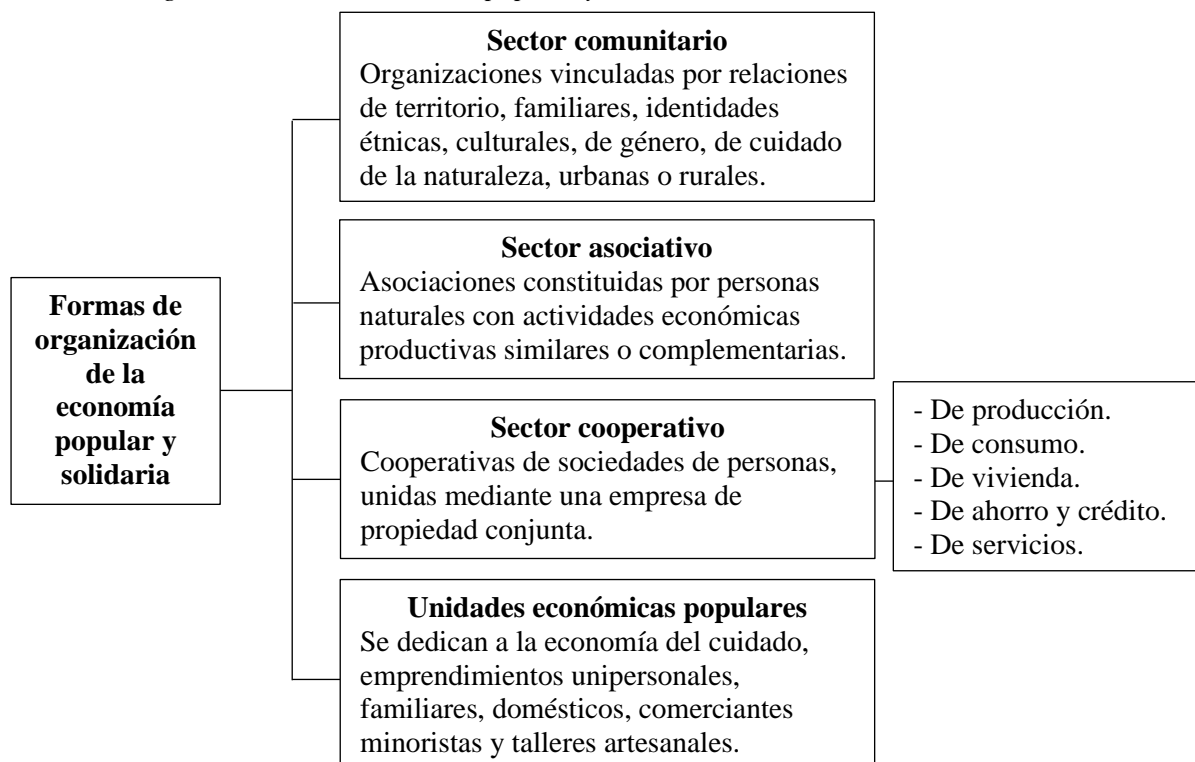 Sector comunitario
Organizaciones vinculadas por relaciones
de territorio, familiares, identidades
étnicas, culturales, de género, de cuidado
de la naturaleza, urbanas o rurales.
Sector asociativo
Asociaciones constituidas por personas
naturales con actividades económicas
productivas similares o complementarias.
Formas de
organización
de la
economía
popular y
solidaria
Sector cooperativo
Cooperativas de sociedades de personas,
unidas mediante una empresa de
propiedad conjunta.
- De producción.
- De consumo.
- De vivienda.
- De ahorro y crédito.
- De servicios.
Unidades económicas populares
Se dedican a la economía del cuidado,
emprendimientos unipersonales,
familiares, domésticos, comerciantes
minoristas y talleres artesanales.